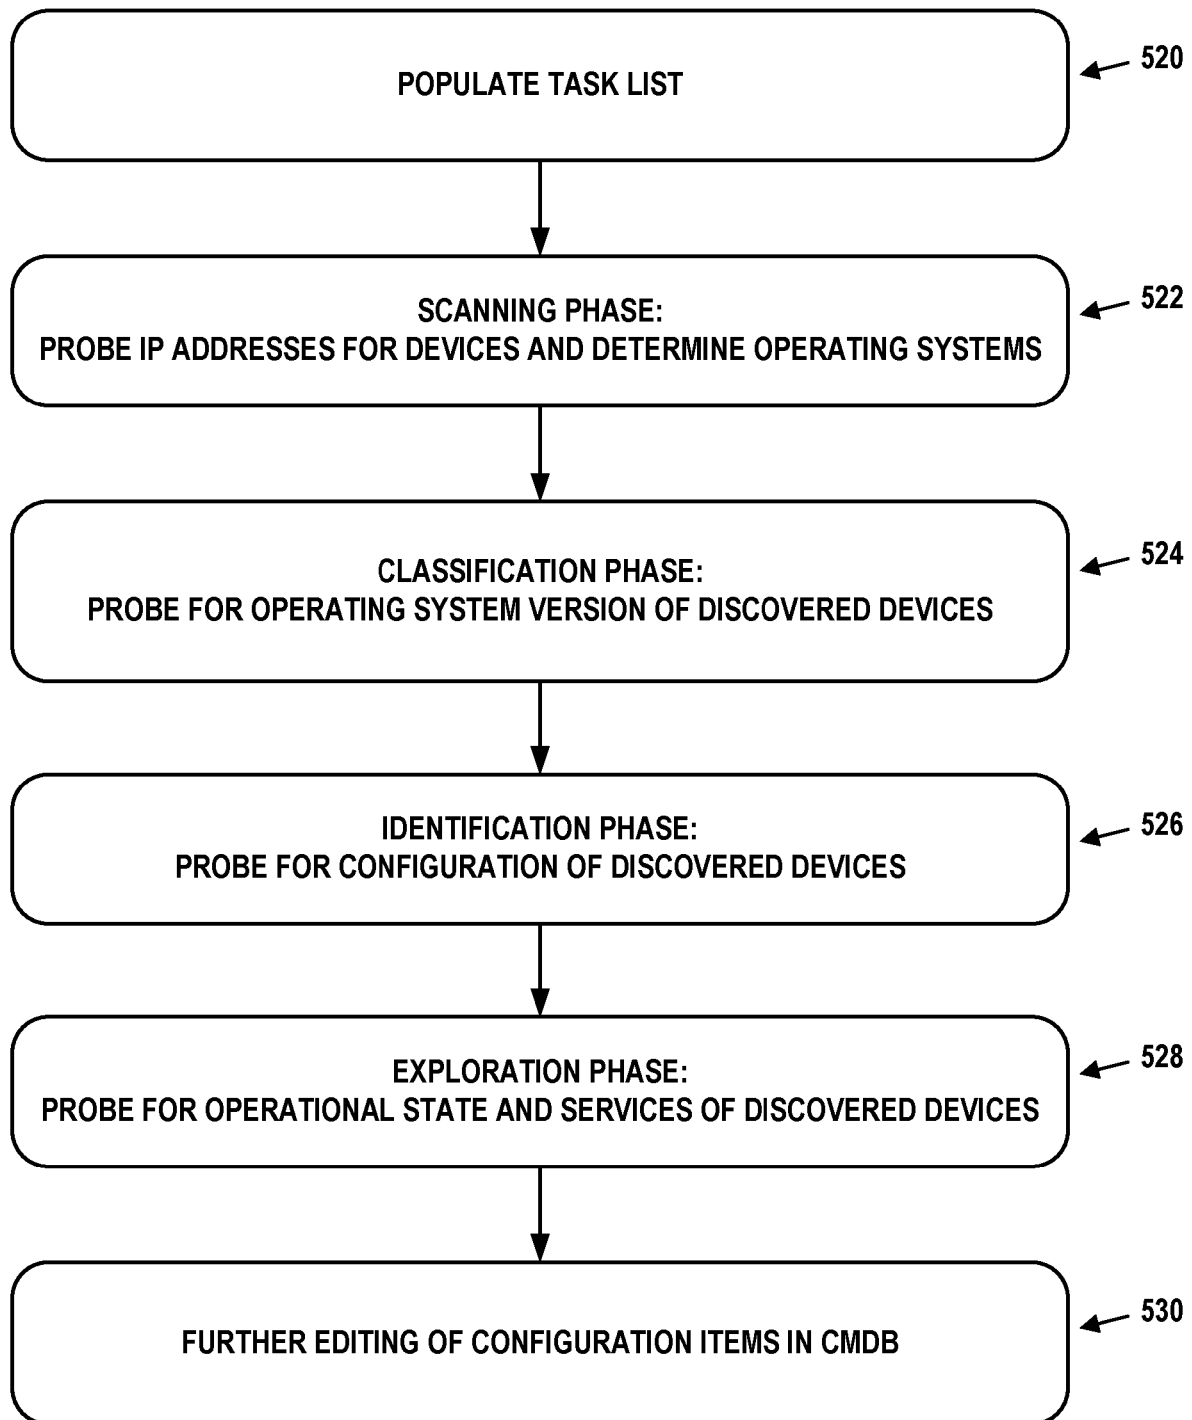 POPULATE TASK LIST
520
SCANNING PHASE:
PROBE IP ADDRESSES FOR DEVICES AND DETERMINE OPERATING SYSTEMS
522
CLASSIFICATION PHASE:
PROBE FOR OPERATING SYSTEM VERSION OF DISCOVERED DEVICES
524
IDENTIFICATION PHASE:
PROBE FOR CONFIGURATION OF DISCOVERED DEVICES
526
EXPLORATION PHASE:
PROBE FOR OPERATIONAL STATE AND SERVICES OF DISCOVERED DEVICES
528
FURTHER EDITING OF CONFIGURATION ITEMS IN CMDB
530